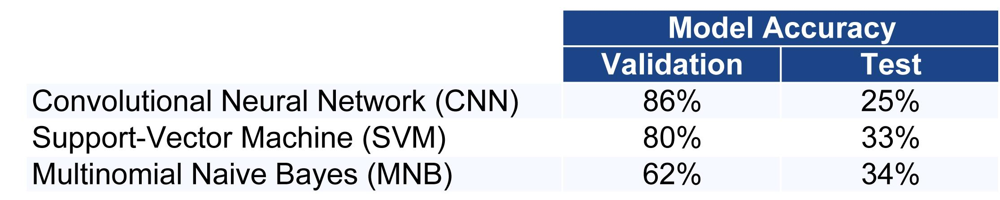 Model Accuracy
Validation Test
Convolutional Neural Network (CNN) 86% 25%
Support-Vector Machine (SVM) 80% 33%
Multinomial Naive Bayes (MNB) 62% 34%